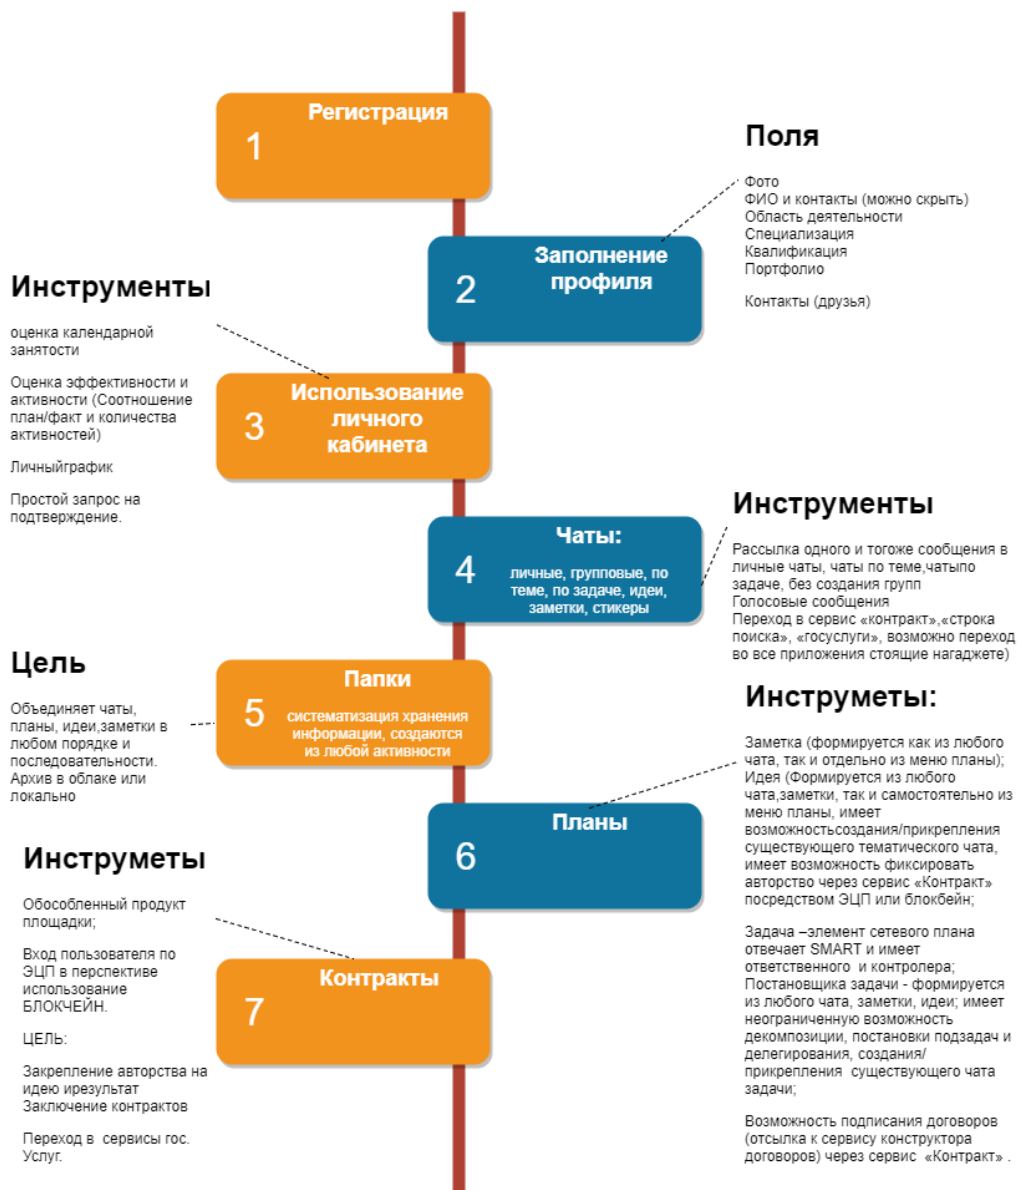 Регистрация
1
Поля
Фото
ФИО и контакты (можно скрыть)
Область деятельности
Специализация
Квалификация
Портфолио
Контакты (друзья)
Заполнение
профиля
2
Инструменты
оценка календарной
занятости
Оценка эффективности и
активности (Соотношение
план/факт и количества
активностей)
Личныйграфик
Простой запрос на
подтверждение.
Использование
личного
кабинета
3
Чаты:
4
личные, групповые, по
теме, по задаче, идеи,
заметки, стикеры
Инструменты
Рассылка одного и тогоже сообщения в
личные чаты, чаты по теме,чатыпо
задаче, без создания групп
Голосовые сообщения
Переход в сервис «контракт»,«строка
поиска», «госуслуги», возможно переход
во все приложения стоящие нагаджете)
Цель
Объединяет чаты,
планы, идеи,заметки в
любом порядке и
последовательности.
Архив в облаке или
локально
Папки
5
систематизация хранения
информации, создаются
из любой активности
Инструметы:
Заметка (формируется как из любого
чата, так и отдельно из меню планы);
Идея (Формируется из любого
чата,заметки, так и самостоятельно из
меню планы, имеет
возможностьсоздания/прикрепления
существующего тематического чата,
имеет возможность фиксировать
авторство через сервис «Контракт»
посредством ЭЦП или блокбейн;
Задача –элемент сетевого плана
отвечает SMART и имеет
ответственного и контролера;
Постановщика задачи - формируется
из любого чата, заметки, идеи; имеет
неограниченную возможность
декомпозиции, постановки подзадач и
делегирования, создания/
прикрепления существующего чата
задачи;
Возможность подписания договоров
(отсылка к сервису конструктора
договоров) через сервис «Контракт» .
Планы
6
Инструметы
Обособленный продукт
площадки;
Вход пользователя по
ЭЦП в перспективе
использование
БЛОКЧЕЙН.
ЦЕЛЬ:
Закрепление авторства на
идею ирезультат
Заключение контрактов
Переход в сервисы гос.
Услуг.
Контракты
7